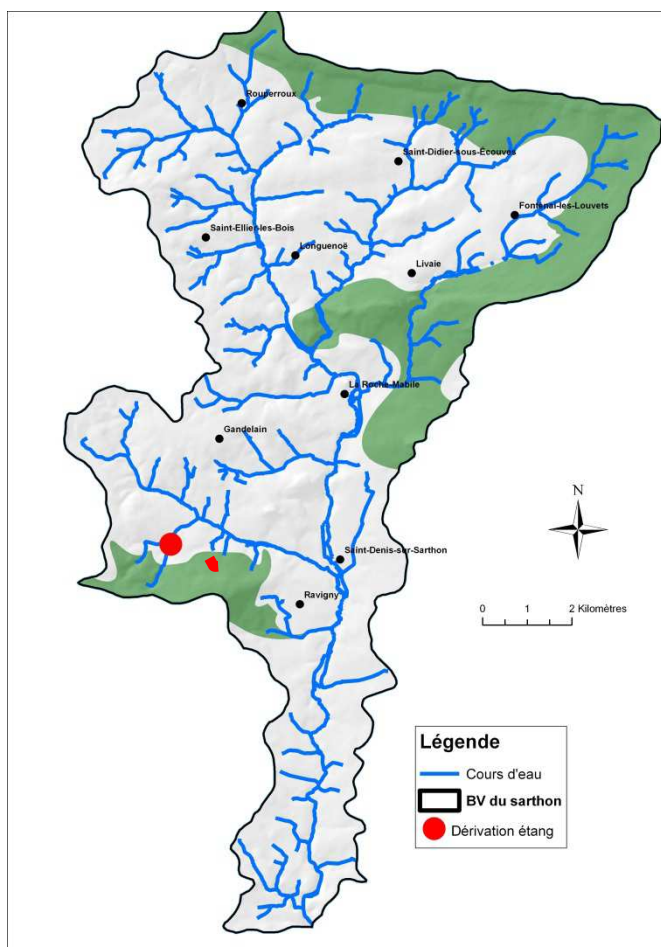 Rouperroux
Saint-Didier-sous-Écouves
Fontenai-les-Louvets
Saint-Ellier-les-Bois
Longuenoë
Livaie
La Roche-Mabile
Gandelain
N
Saint-Denis-sur-Sarthon
Ravigny
0 1 2 Kilomètres
Légende
Cours d'eau
BV du sarthon
Dérivation étang